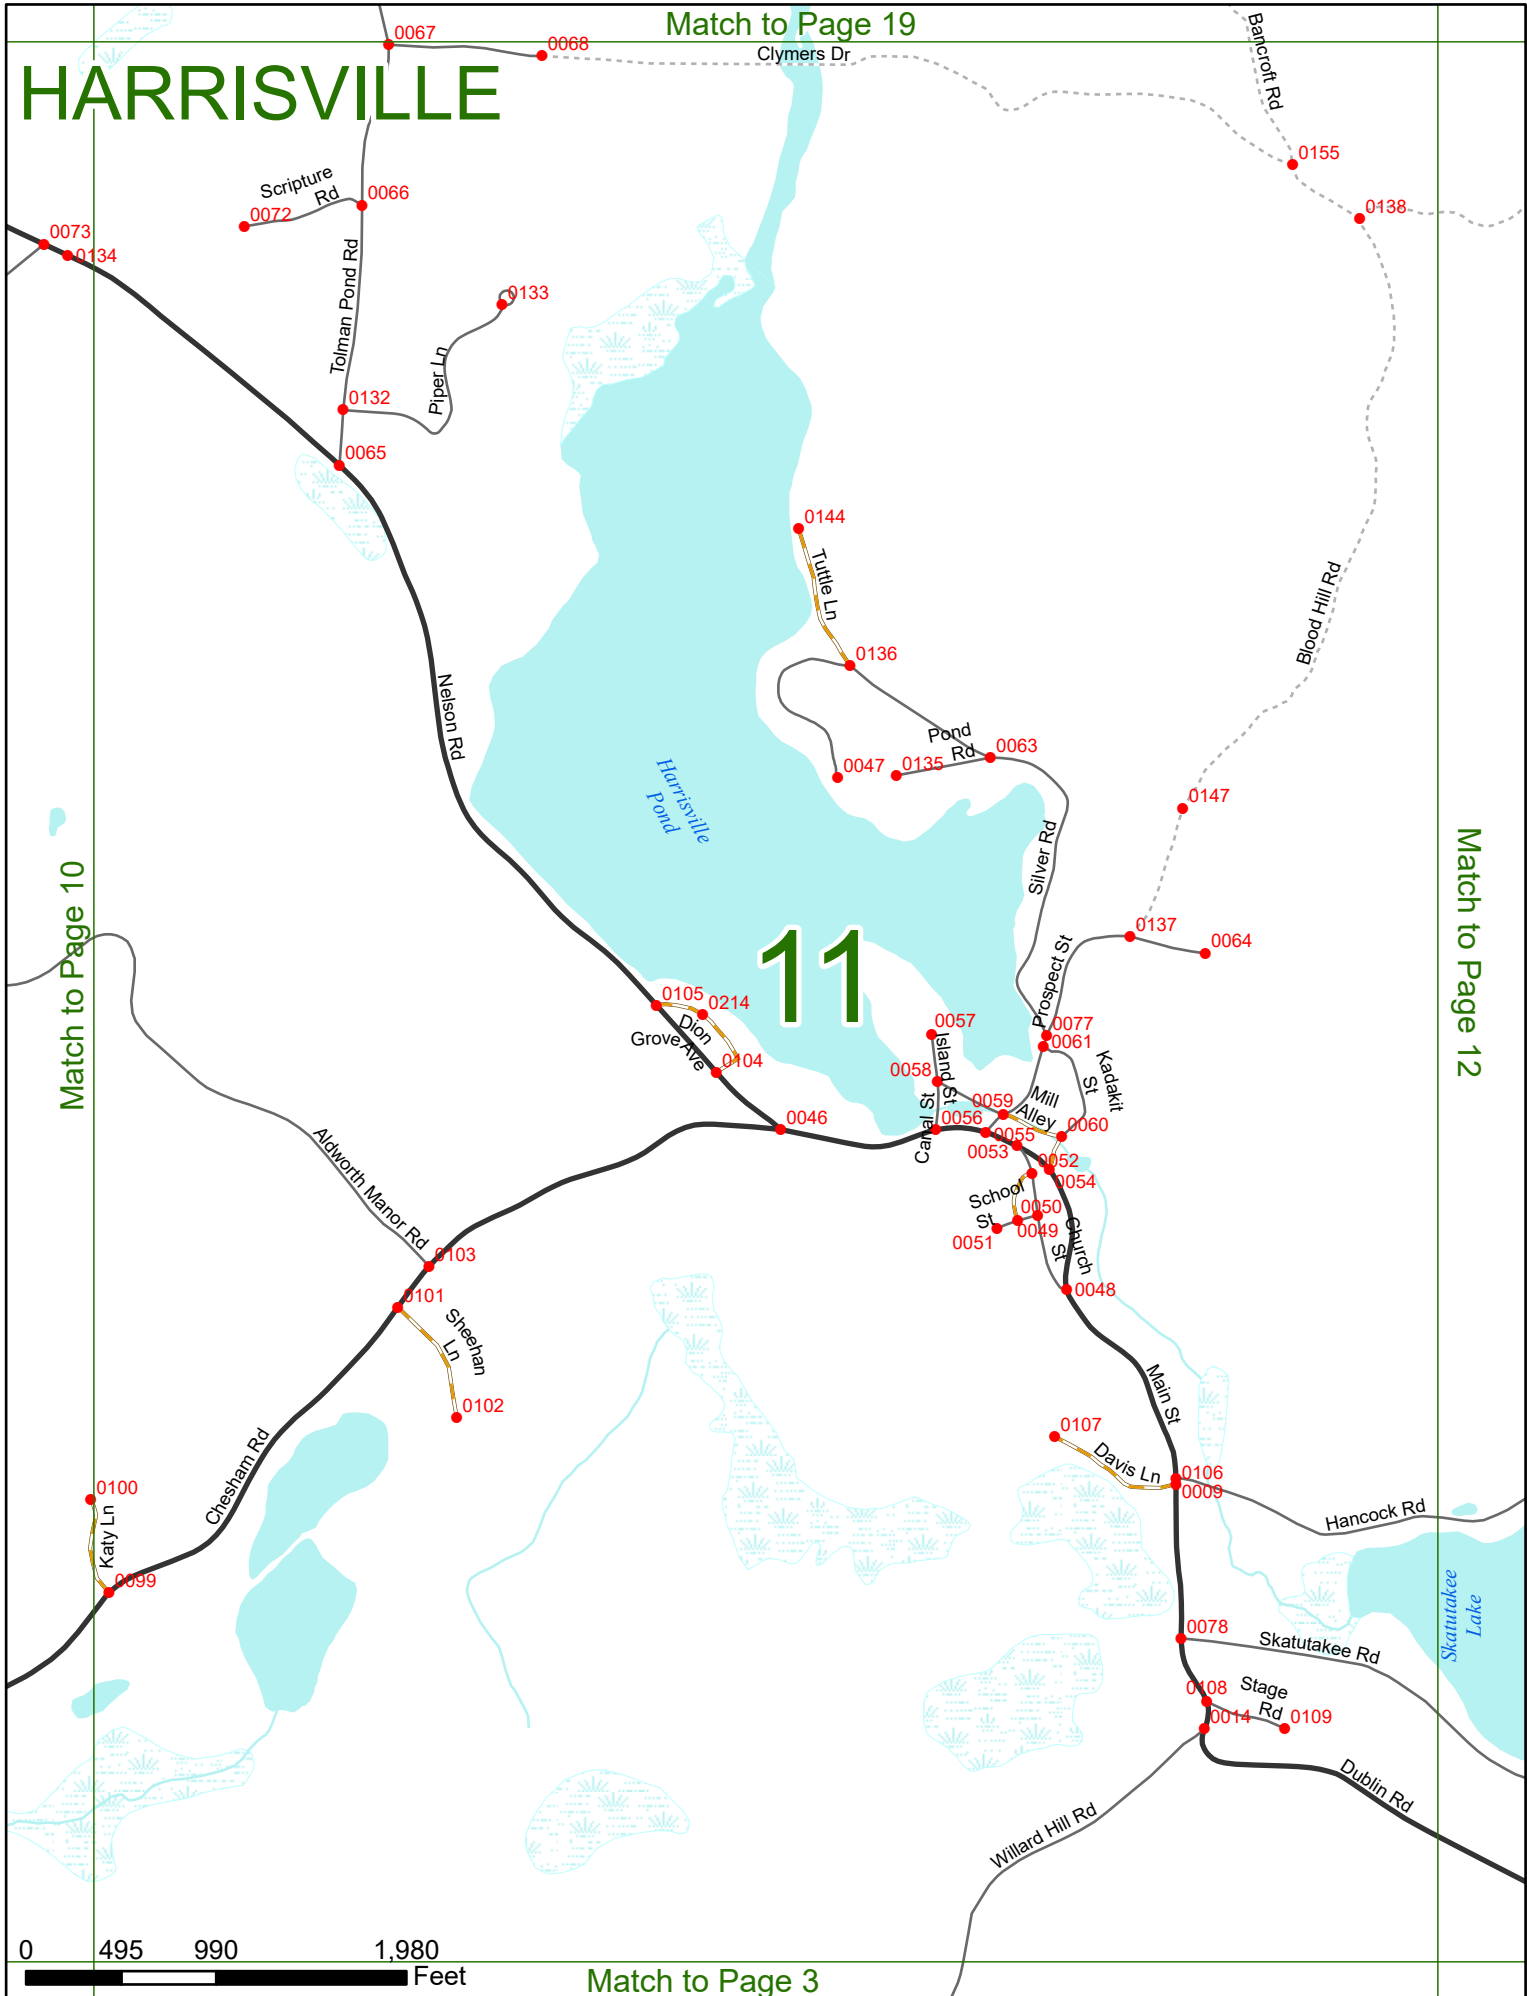 Match to Page 19
HARRISVILLE
0067
0068
Clymers Dr
Bancroft Rd
0155
0138
Scripture
Rd
0066
0072
0073
0134
Tolman Pond Rd
0133
Piper Ln
0132
0065
0144
Tuttle Ln
0136
Blood Hill Rd
Nelson Rd
Pond
Rd
0063
0047
0135
Harrisville
Pond
0147
Silver Rd
Match to Page 10
Match to Page 12
11
0137
0064
Prospect St
0105
0214
Dion
Grove Ave
0104
0057
0077
0061
Island St
0058
Kadakit
St
Mill
Alley
0059
0046
Canal St
0056
0055
0060
0053
0052
0054
School
St
0050
0049
0051
Church
St
0048
Aldworth Manor Rd
0103
0101
Sheehan
Ln
0102
Main St
0107
Davis Ln
0106
0009
Chesham Rd
0100
Katy Ln
0099
Hancock Rd
Skatutakee
Lake
0078
Skatutakee Rd
0108
Stage
Rd
0014
0109
Dublin Rd
Willard Hill Rd
0 495 990 1,980
Feet
Match to Page 3